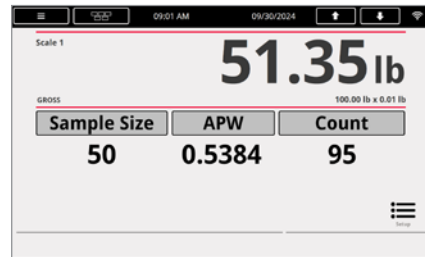 09:01 AM 09/30/2024
Scale 1
51.35 lb
GROSS 100.00 lb x 0.01 lb
Sample Size APW Count
50 0.5384 95
Setup